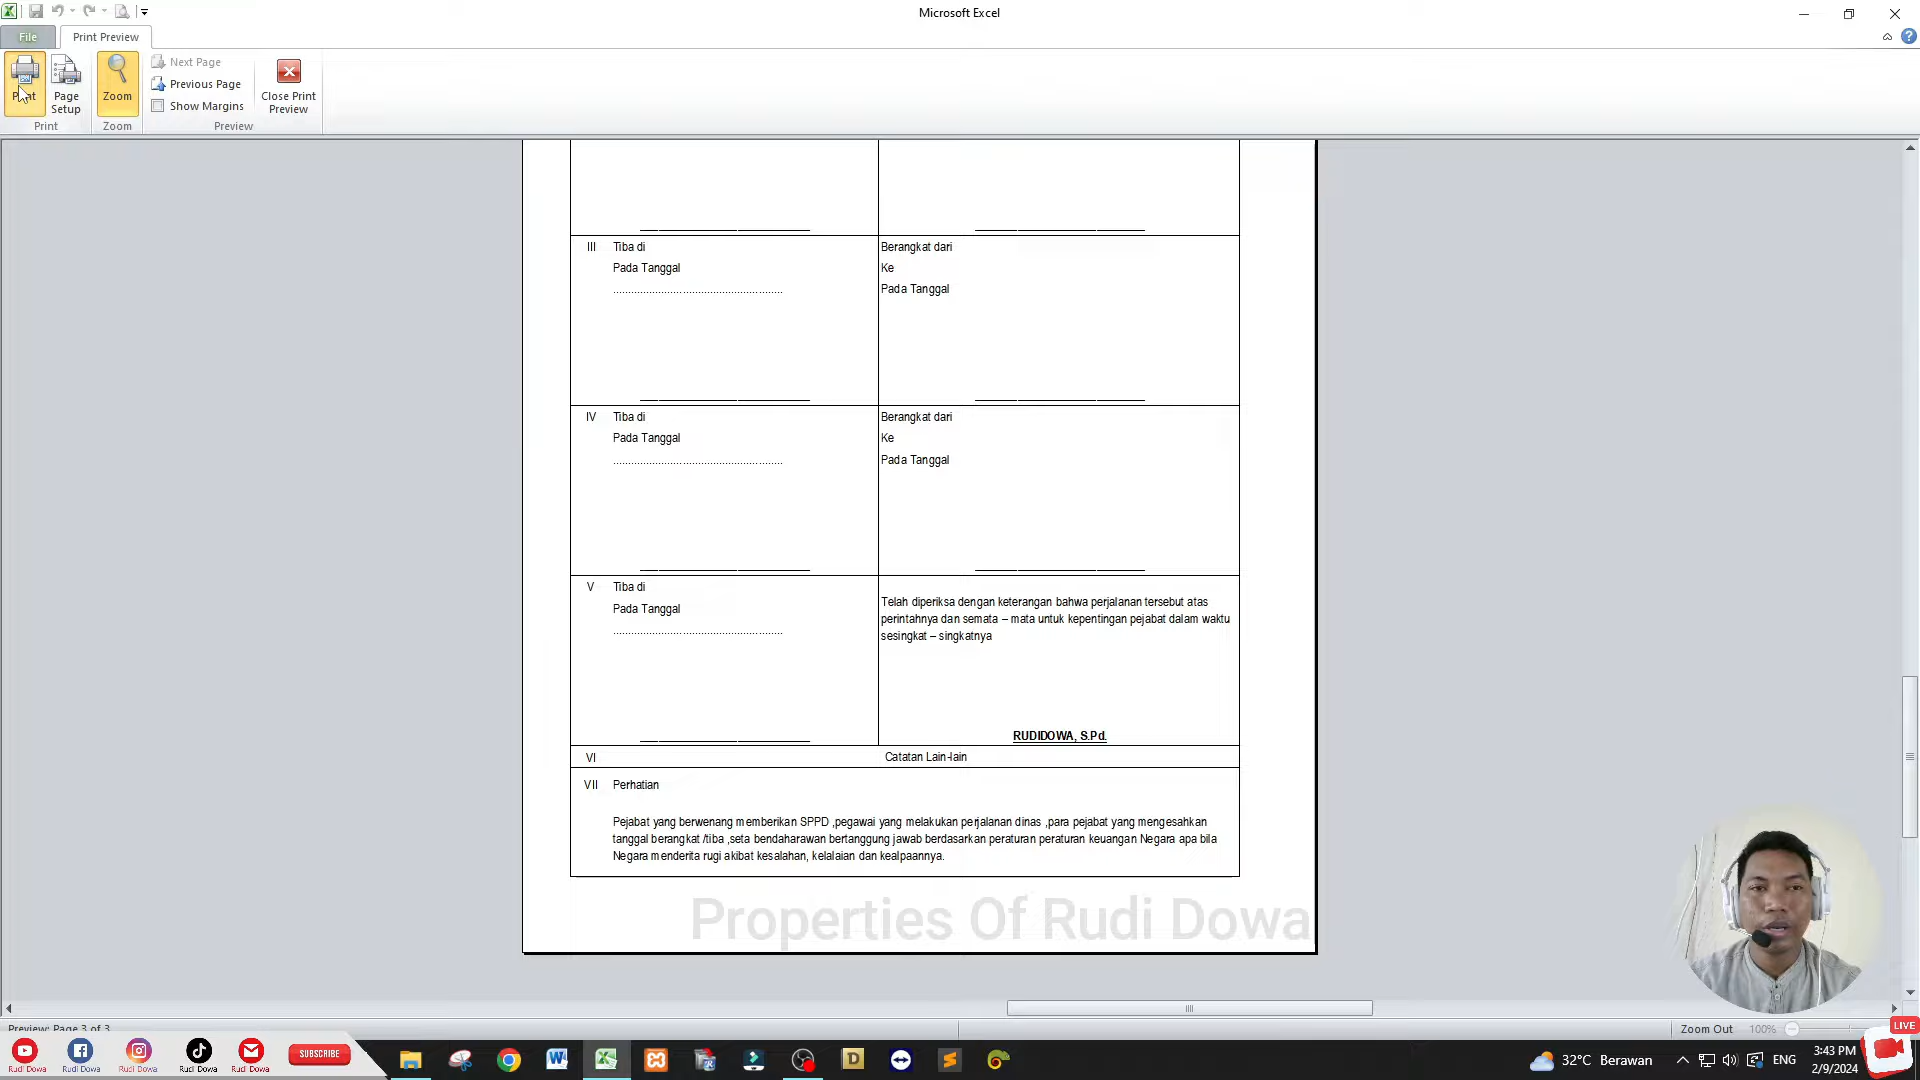 Microsoft Excel
File
Print Preview
Print
Page Setup
Zoom
Next Page
Previous Page
Show Margins
Close Print Preview
Print
Zoom
Preview
III Tiba di
Pada Tanggal
Berangkat dari
Ke
Pada Tanggal
IV Tiba di
Pada Tanggal
Berangkat dari
Ke
Pada Tanggal
V Tiba di
Pada Tanggal
Telah diperiksa dengan keterangan bahwa perjalanan tersebut atas
perintahnya dan semata – mata untuk kepentingan pejabat dalam waktu
sesingkat – singkatnya
RUDIDOWA, S.Pd.
VI Catatan Lain-lain
VII Perhatian
Pejabat yang berwenang memberikan SPPD ,pegawai yang melakukan perjalanan dinas ,para pejabat yang mengesahkan
tanggal berangkat /tiba ,seta bendaharawan bertanggung jawab berdasarkan peraturan peraturan keuangan Negara apa bila
Negara menderita rugi akibat kesalahan, kelalaian dan kealpaannya.
Properties Of Rudi Dowa
Preview: Page 3 of 3
Zoom Out 100%
LIVE
Rudi Dowa
Rudi Dowa
Rudi Dowa
Rudi Dowa
Rudi Dowa
SUBSCRIBE
32°C Berawan
ENG
3:43 PM
2/9/2024